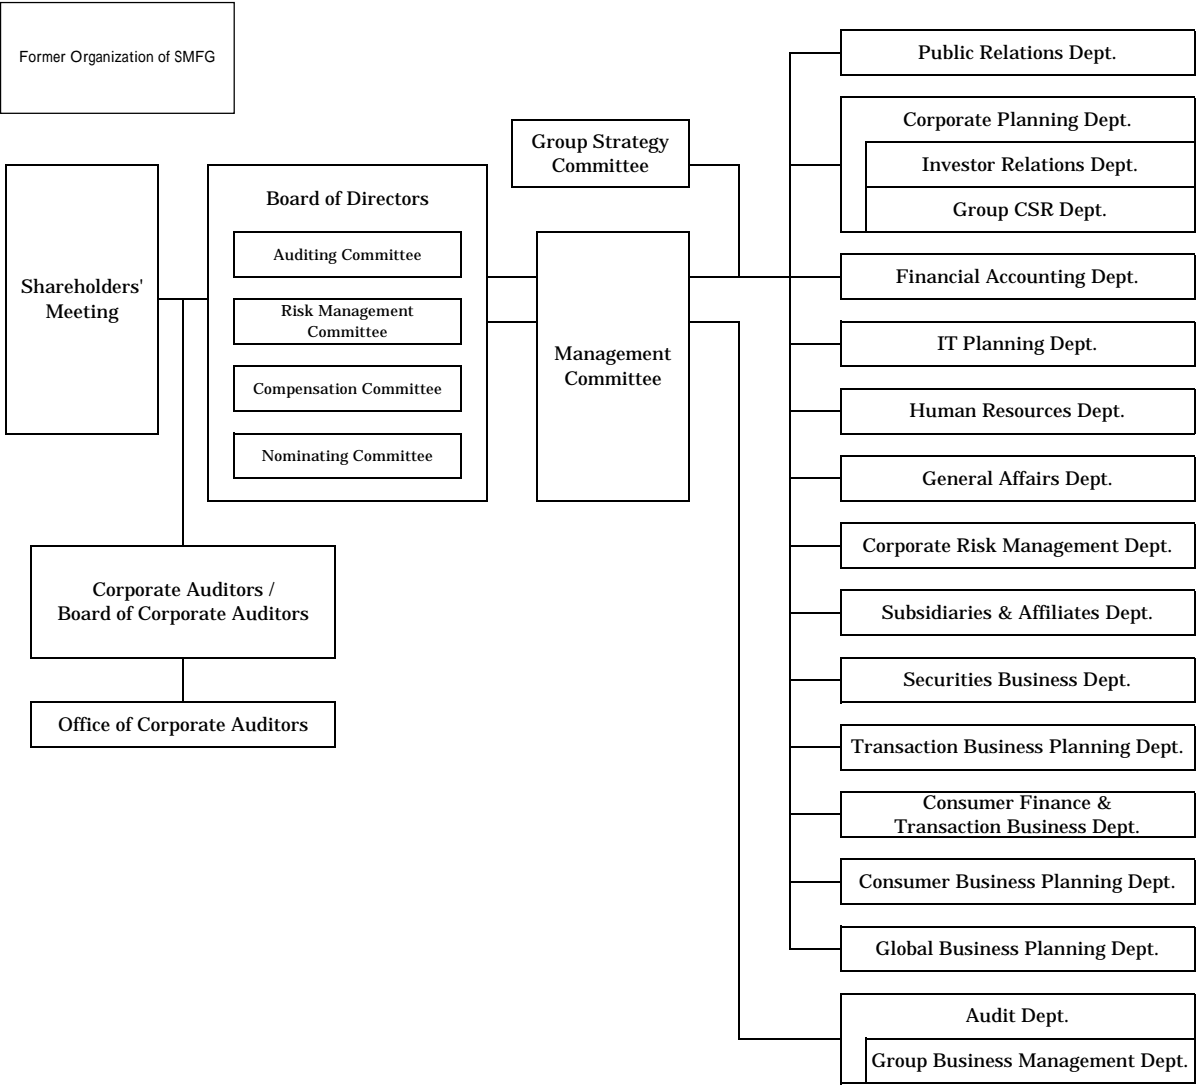 Former Organization of SMFG
Shareholders'
Meeting
Board of Directors
Auditing Committee
Risk Management
Committee
Compensation Committee
Nominating Committee
Corporate Auditors /
Board of Corporate Auditors
Office of Corporate Auditors
Group Strategy
Committee
Management
Committee
Public Relations Dept.
Corporate Planning Dept.
Investor Relations Dept.
Group CSR Dept.
Financial Accounting Dept.
IT Planning Dept.
Human Resources Dept.
General Affairs Dept.
Corporate Risk Management Dept.
Subsidiaries & Affiliates Dept.
Securities Business Dept.
Transaction Business Planning Dept.
Consumer Finance &
Transaction Business Dept.
Consumer Business Planning Dept.
Global Business Planning Dept.
Audit Dept.
Group Business Management Dept.